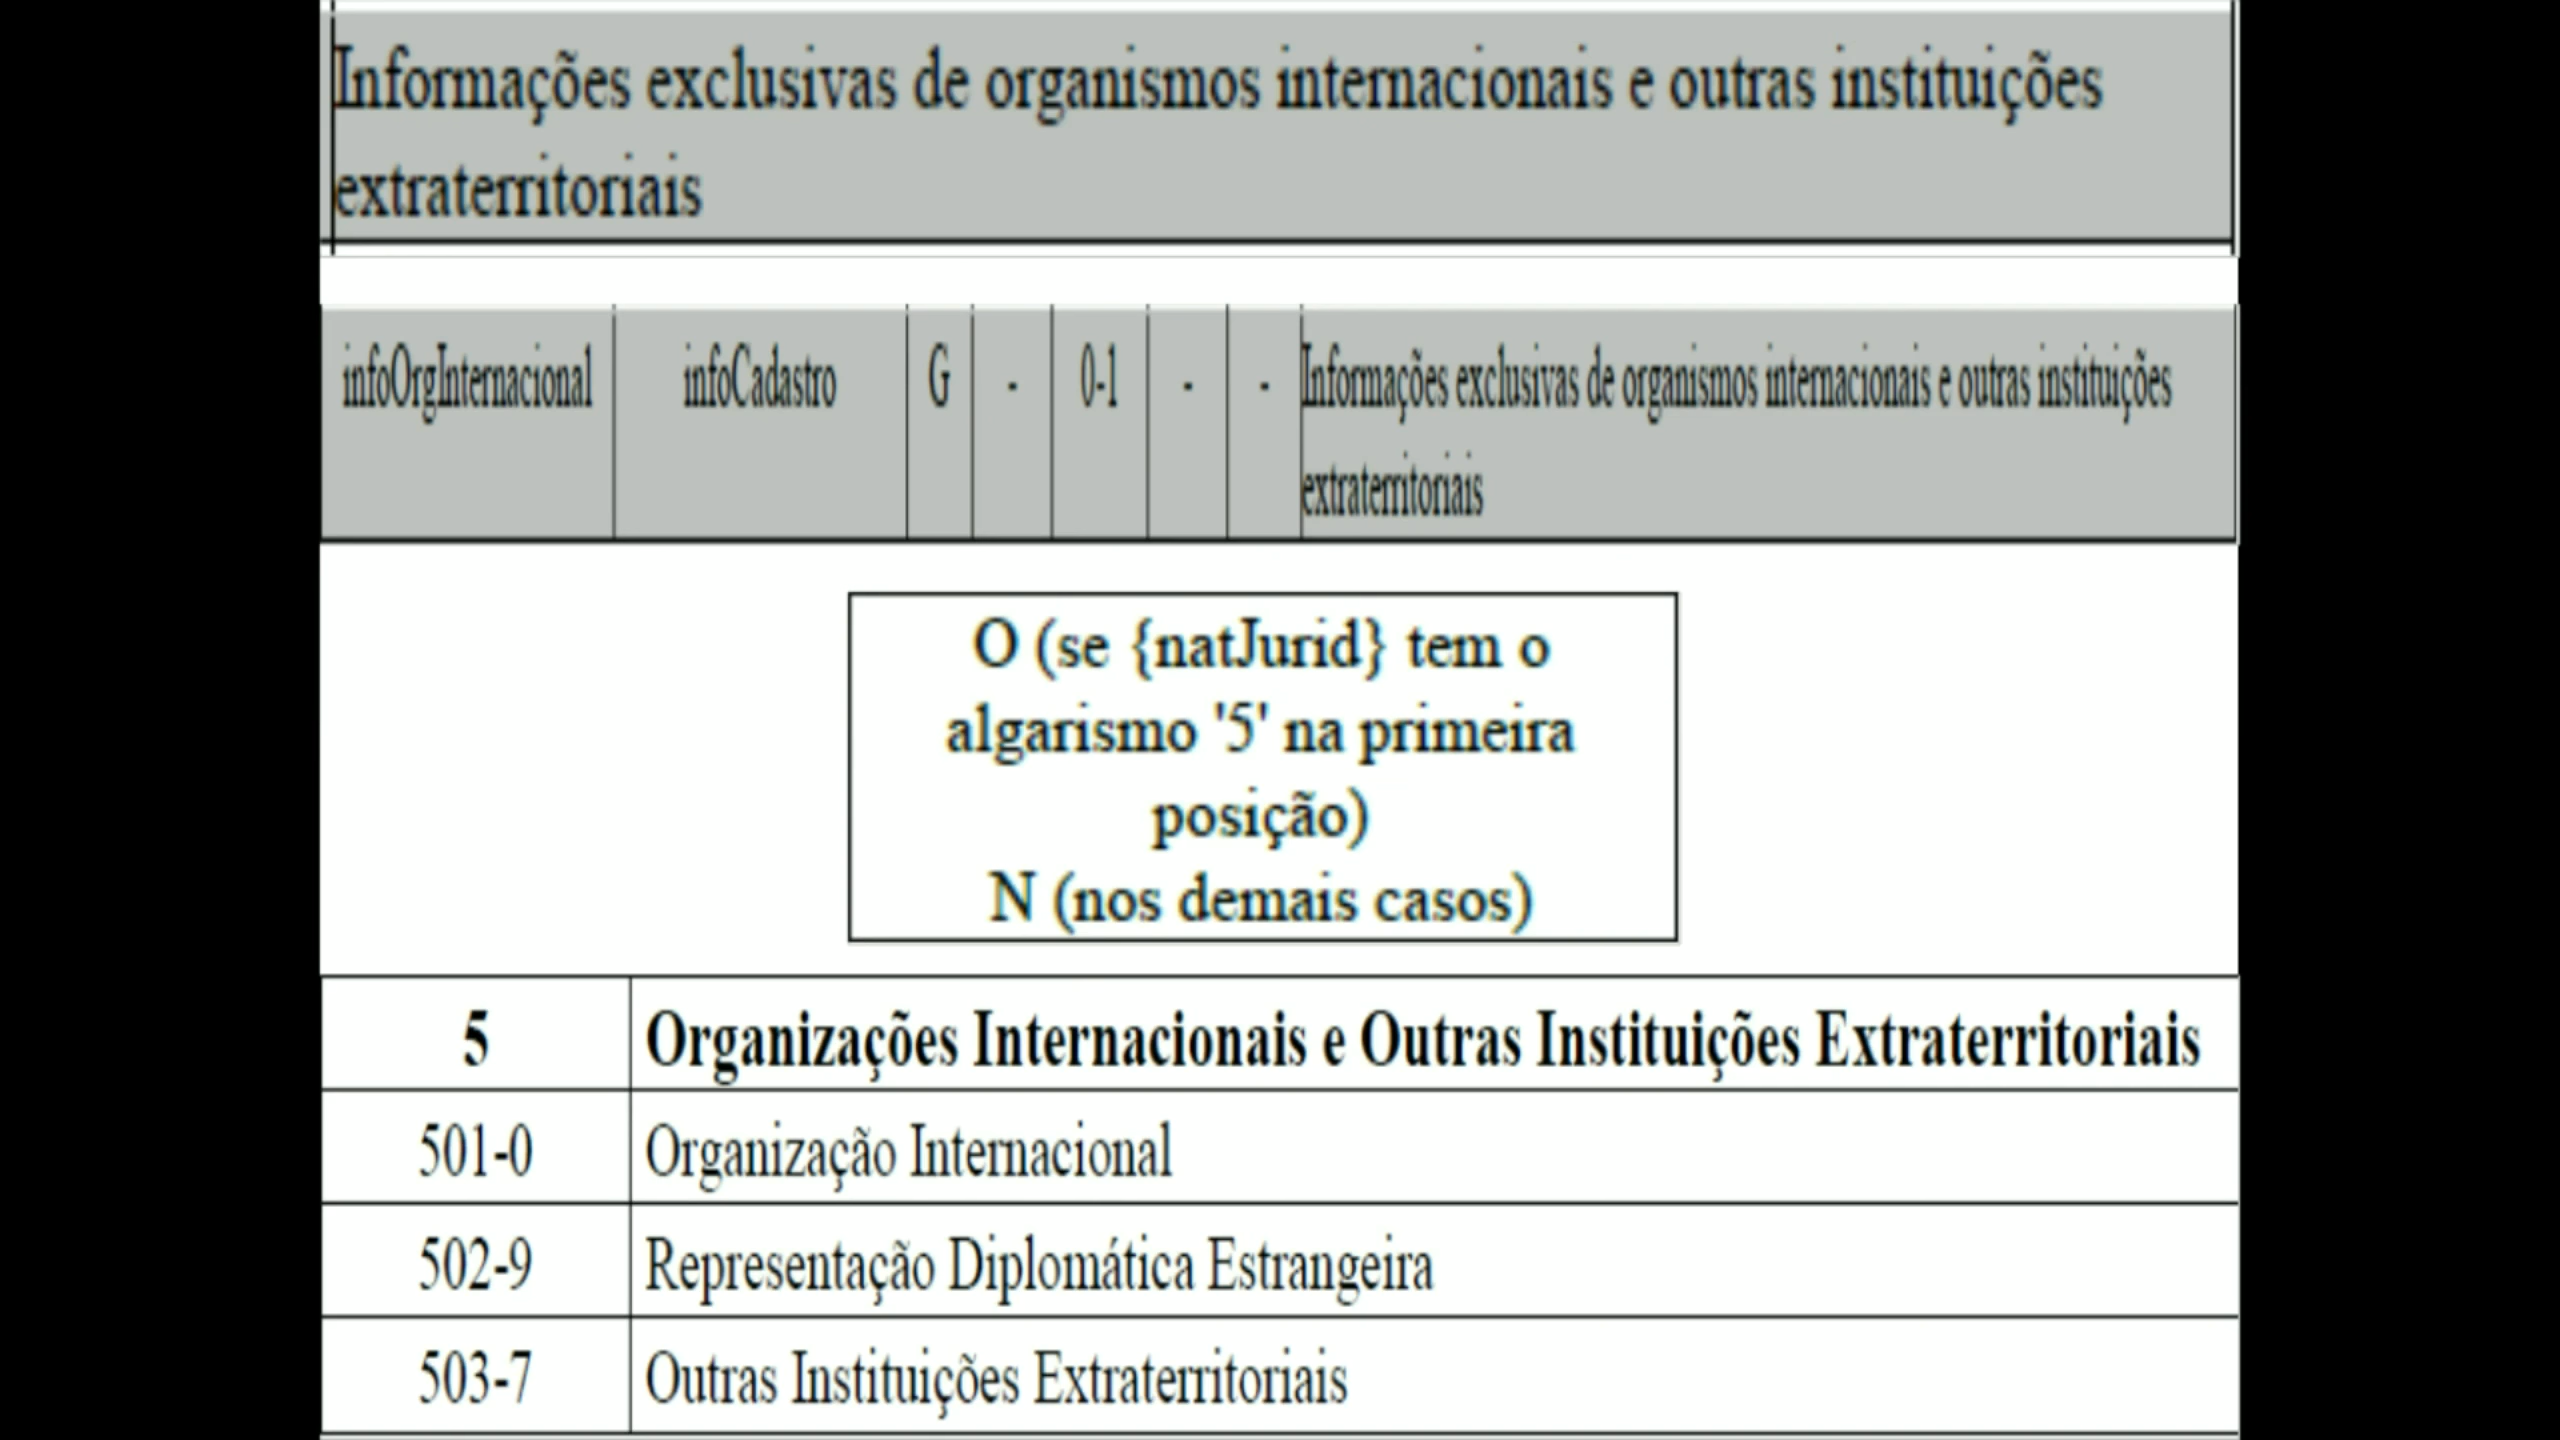 Informações exclusivas de organismos internacionais e outras instituições
extraterritoriais
infoOrgInternacional infoCadastro G - 0-1 - - Informações exclusivas de organismos internacionais e outras instituições
extraterritoriais
O (se {natJurid} tem o
algarismo '5' na primeira
posição)
N (nos demais casos)
5 Organizações Internacionais e Outras Instituições Extraterritoriais
501-0 Organização Internacional
502-9 Representação Diplomática Estrangeira
503-7 Outras Instituições Extraterritoriais